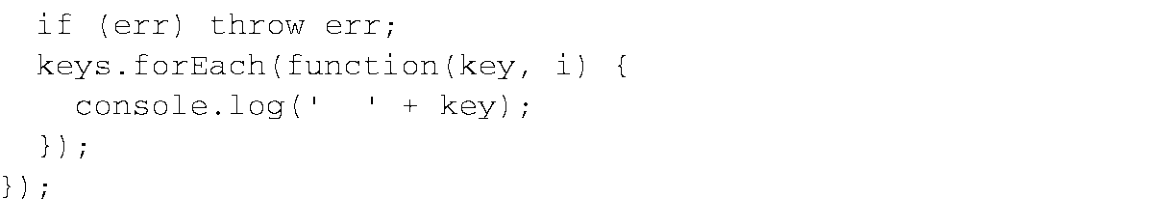 if (err) throw err;
  keys.forEach(function(key, i) {
    console.log('  ' + key);
  });
});